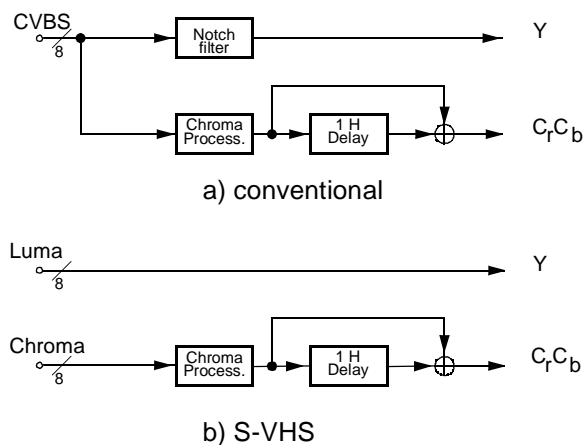 CVBS
8
Notch
filter
Y
Chroma
Process.
1 H
Delay
CrCb
a) conventional
Luma
8
Y
Chroma
8
Chroma
Process.
1 H
Delay
CrCb
b) S-VHS